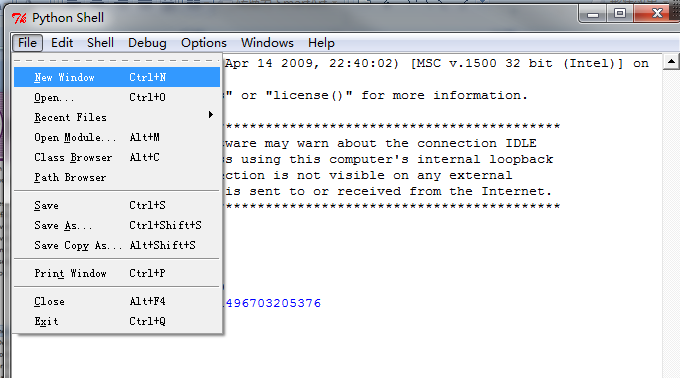 Python Shell
File Edit Shell Debug Options Windows Help
Apr 14 2009, 22:40:02) [MSC v.1500 32 bit (Intel)] on
New Window Ctrl+N
Open... Ctrl+O
" or "license()" for more information.
Recent Files
****************************************
Open Module... Alt+M
ware may warn about the connection IDLE
Class Browser Alt+C
s using this computer's internal loopback
Path Browser
ction is not visible on any external
is sent to or received from the Internet.
Save Ctrl+S
****************************************
Save As... Ctrl+Shift+S
Save Copy As... Alt+Shift+S
Print Window Ctrl+P
Close Alt+F4
496703205376
Exit Ctrl+Q